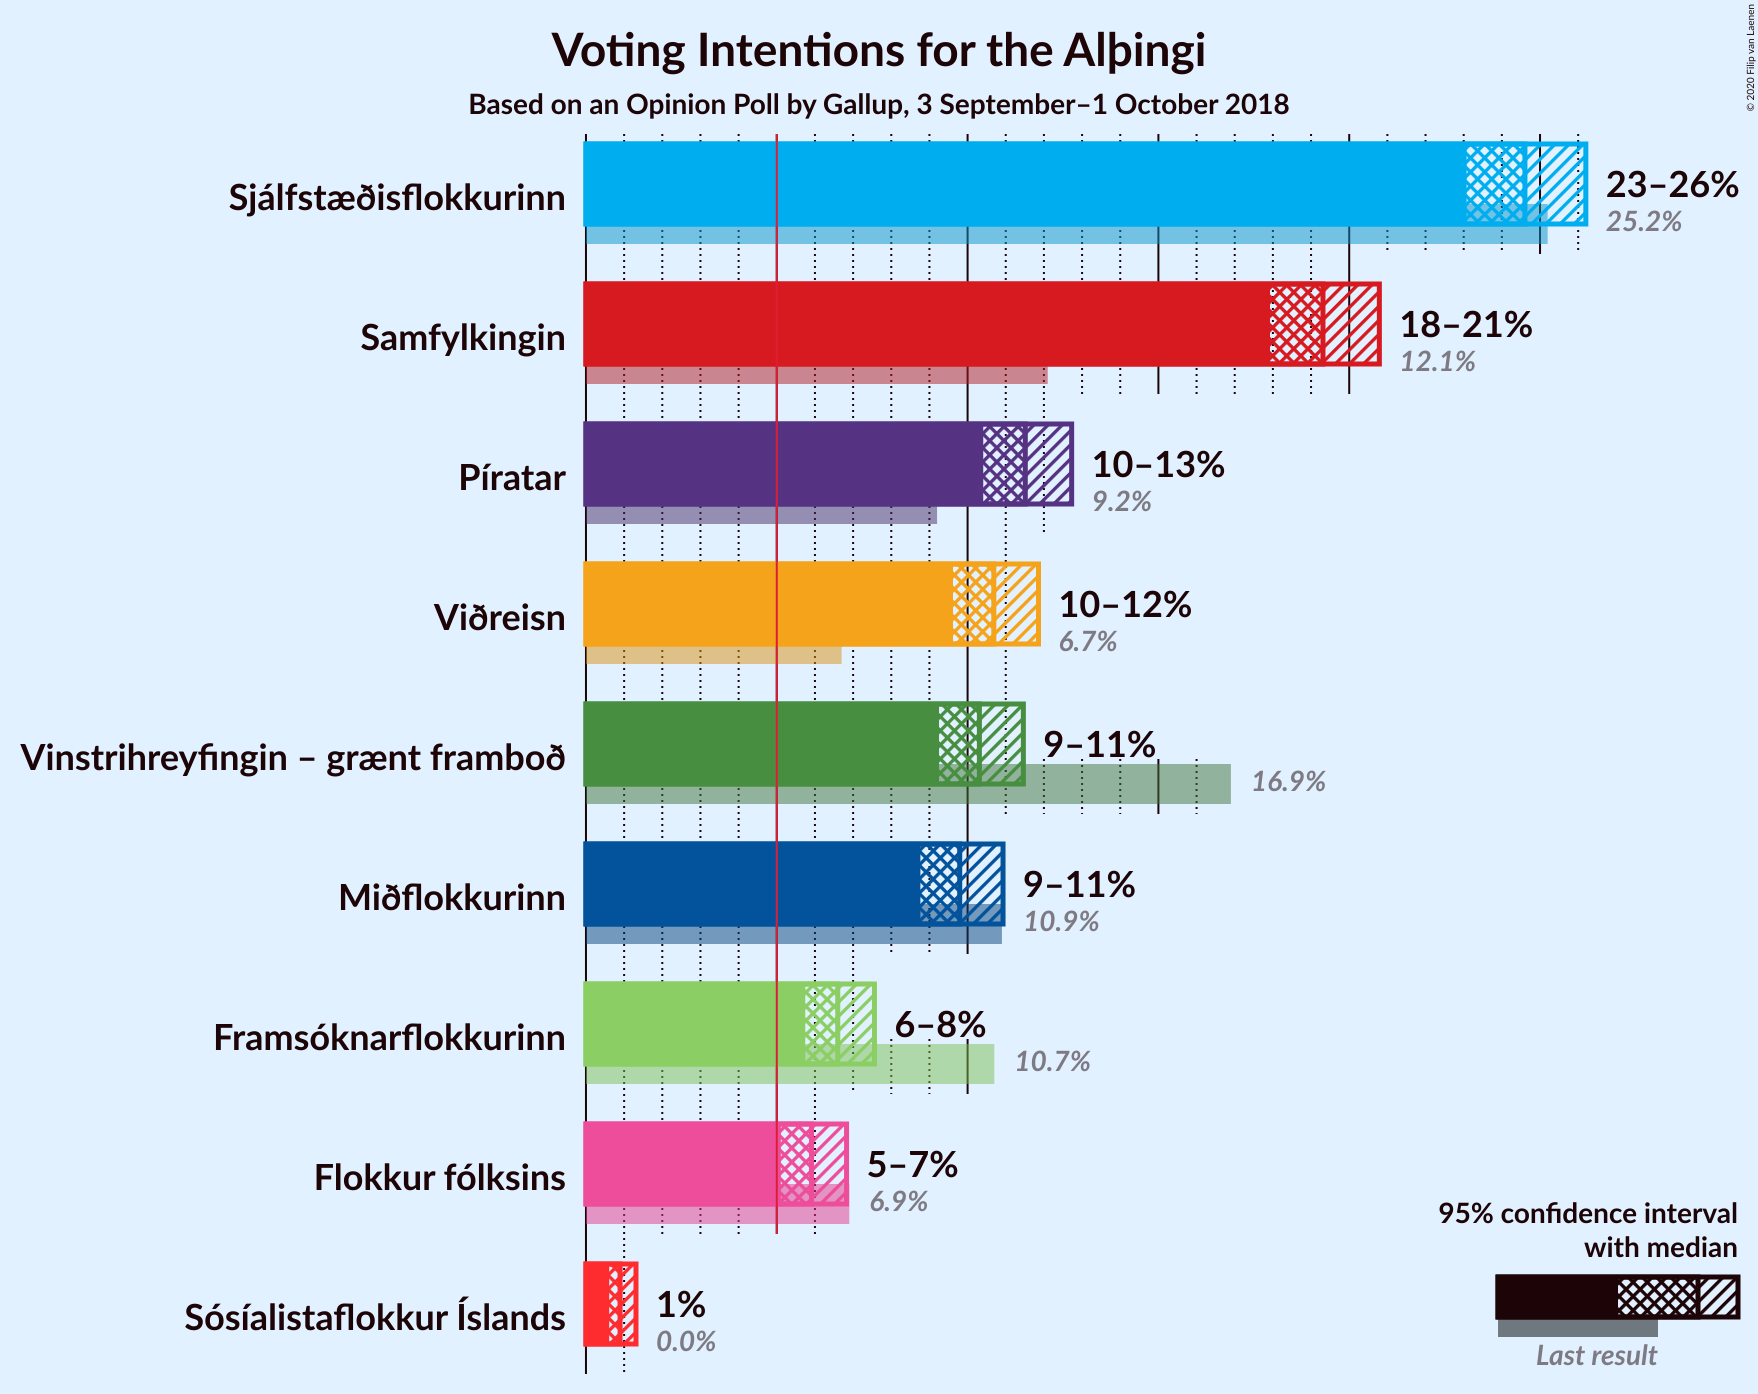 Voting Intentions for the Alþingi
Based on an Opinion Poll by Gallup, 3 September–1 October 2018
© 2020 Filip van Laenen
Sjálfstæðisflokkurinn
23–26%
25.2%
Samfylkingin
18–21%
12.1%
Píratar
10–13%
9.2%
Viðreisn
10–12%
6.7%
Vinstrihreyfingin – grænt framboð
9–11%
16.9%
Miðflokkurinn
9–11%
10.9%
Framsóknarflokkurinn
6–8%
10.7%
Flokkur fólksins
5–7%
6.9%
Sósíalistaflokkur Íslands
1%
0.0%
95% confidence interval
with median
Last result